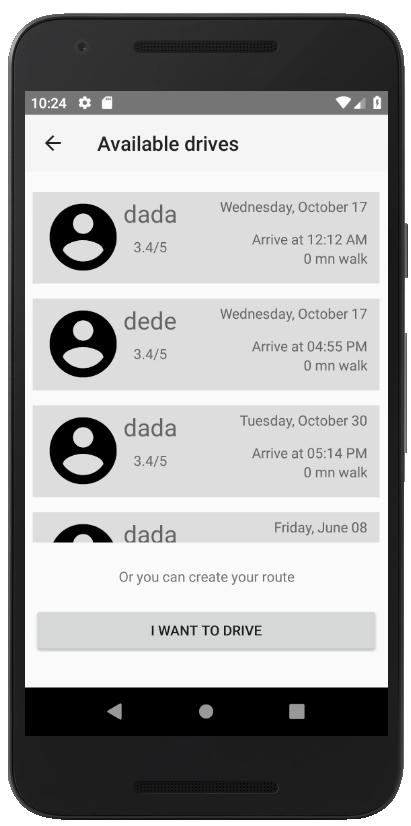 10:24
Available drives
dada
Wednesday, October 17
3.4/5
Arrive at 12:12 AM
0 mn walk
dede
Wednesday, October 17
3.4/5
Arrive at 04:55 PM
0 mn walk
dada
Tuesday, October 30
3.4/5
Arrive at 05:14 PM
0 mn walk
dada
Friday, June 08
Or you can create your route
I WANT TO DRIVE